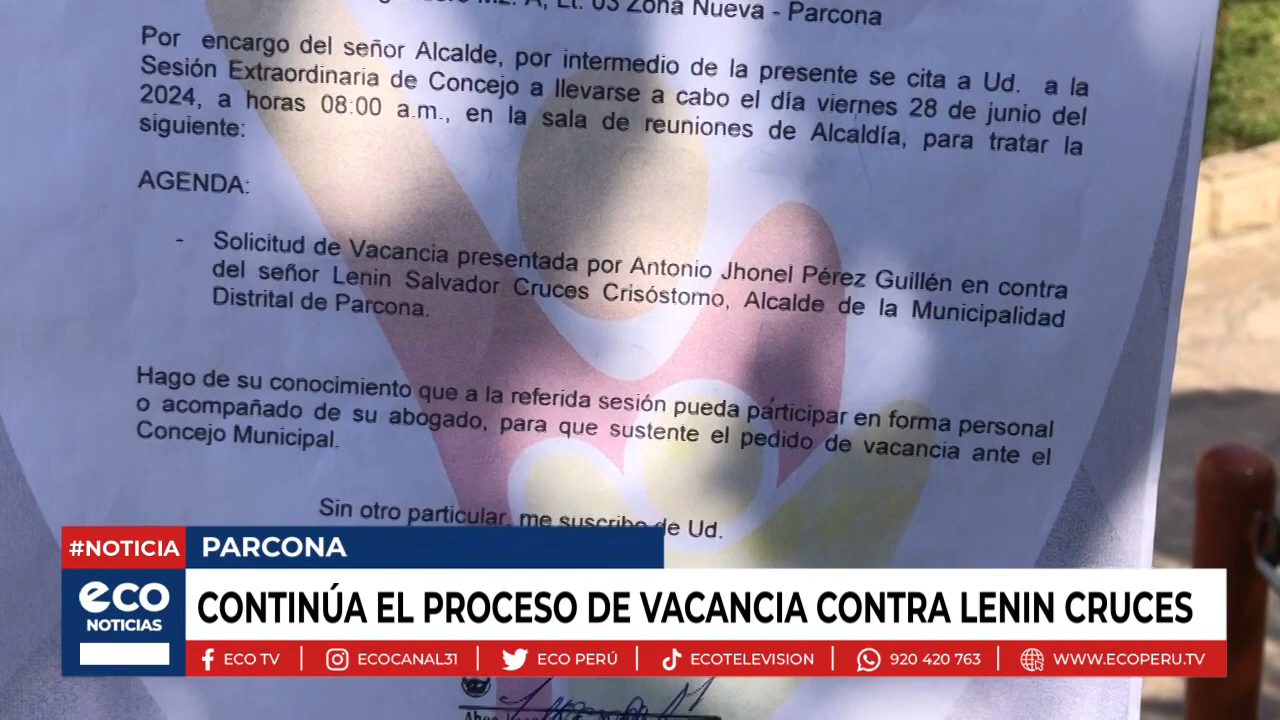 Mz. A, Lt. 03 Zona Nueva - Parcona
Por encargo del señor Alcalde, por intermedio de la presente se cita a Ud. a la
Sesión Extraordinaria de Concejo a llevarse a cabo el día viernes 28 de junio del
2024, a horas 08:00 a.m., en la sala de reuniones de Alcaldía, para tratar la
siguiente:
AGENDA:
- Solicitud de Vacancia presentada por Antonio Jhonel Pérez Guillén en contra
del señor Lenin Salvador Cruces Crisóstomo, Alcalde de la Municipalidad
Distrital de Parcona.
Hago de su conocimiento que a la referida sesión pueda participar en forma personal
o acompañado de su abogado, para que sustente el pedido de vacancia ante el
Concejo Municipal.
Sin otro particular, me suscribo de Ud.
#NOTICIA PARCONA
eco
NOTICIAS
CONTINÚA EL PROCESO DE VACANCIA CONTRA LENIN CRUCES
ECO TV | ECOCANAL31 | ECO PERÚ | ECOTELEVISION | 920 420 763 | WWW.ECOPERU.TV